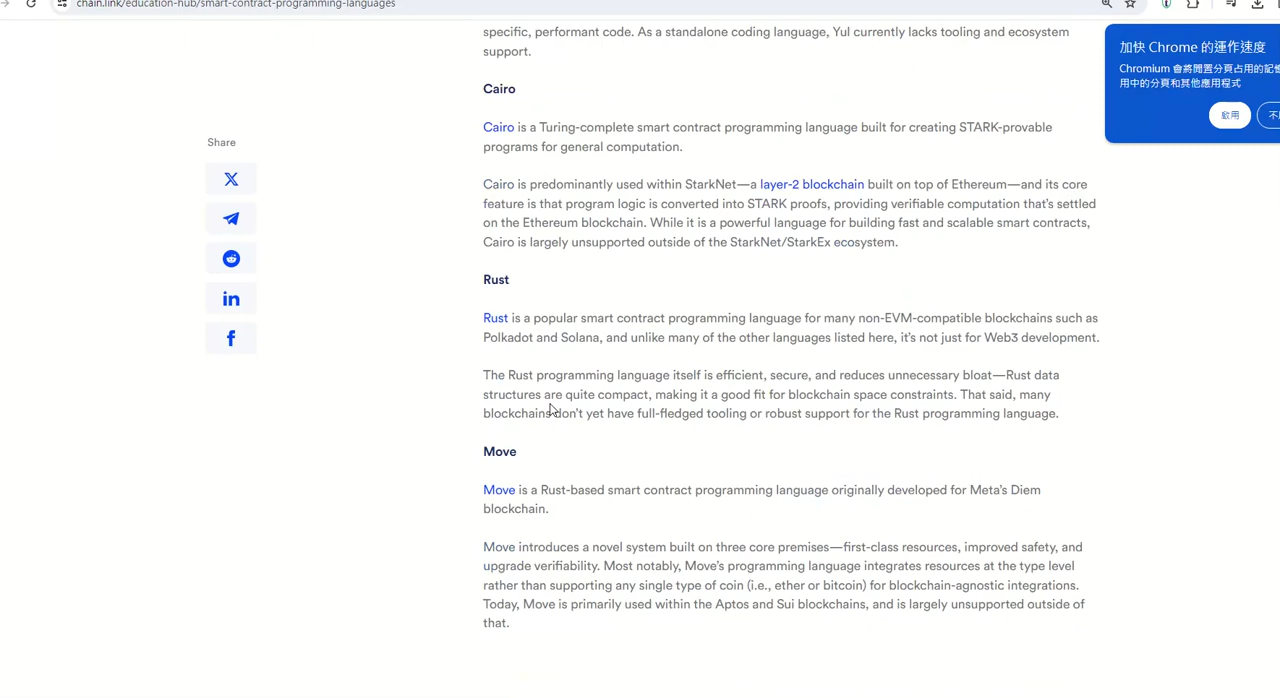 chain.link/education-hub/smart-contract-programming-languages
specific, performant code. As a standalone coding language, Yul currently lacks tooling and ecosystem
support.
加快 Chrome 的運作速度
Chromium 會將閒置分頁占用的記憶
用中的分頁和其他應用程式
啟用
不用
Cairo
Share
Cairo is a Turing-complete smart contract programming language built for creating STARK-provable
programs for general computation.
Cairo is predominantly used within StarkNet—a layer-2 blockchain built on top of Ethereum—and its core
feature is that program logic is converted into STARK proofs, providing verifiable computation that's settled
on the Ethereum blockchain. While it is a powerful language for building fast and scalable smart contracts,
Cairo is largely unsupported outside of the StarkNet/StarkEx ecosystem.
Rust
Rust is a popular smart contract programming language for many non-EVM-compatible blockchains such as
Polkadot and Solana, and unlike many of the other languages listed here, it's not just for Web3 development.
The Rust programming language itself is efficient, secure, and reduces unnecessary bloat—Rust data
structures are quite compact, making it a good fit for blockchain space constraints. That said, many
blockchains don't yet have full-fledged tooling or robust support for the Rust programming language.
Move
Move is a Rust-based smart contract programming language originally developed for Meta's Diem
blockchain.
Move introduces a novel system built on three core premises—first-class resources, improved safety, and
upgrade verifiability. Most notably, Move's programming language integrates resources at the type level
rather than supporting any single type of coin (i.e., ether or bitcoin) for blockchain-agnostic integrations.
Today, Move is primarily used within the Aptos and Sui blockchains, and is largely unsupported outside of
that.